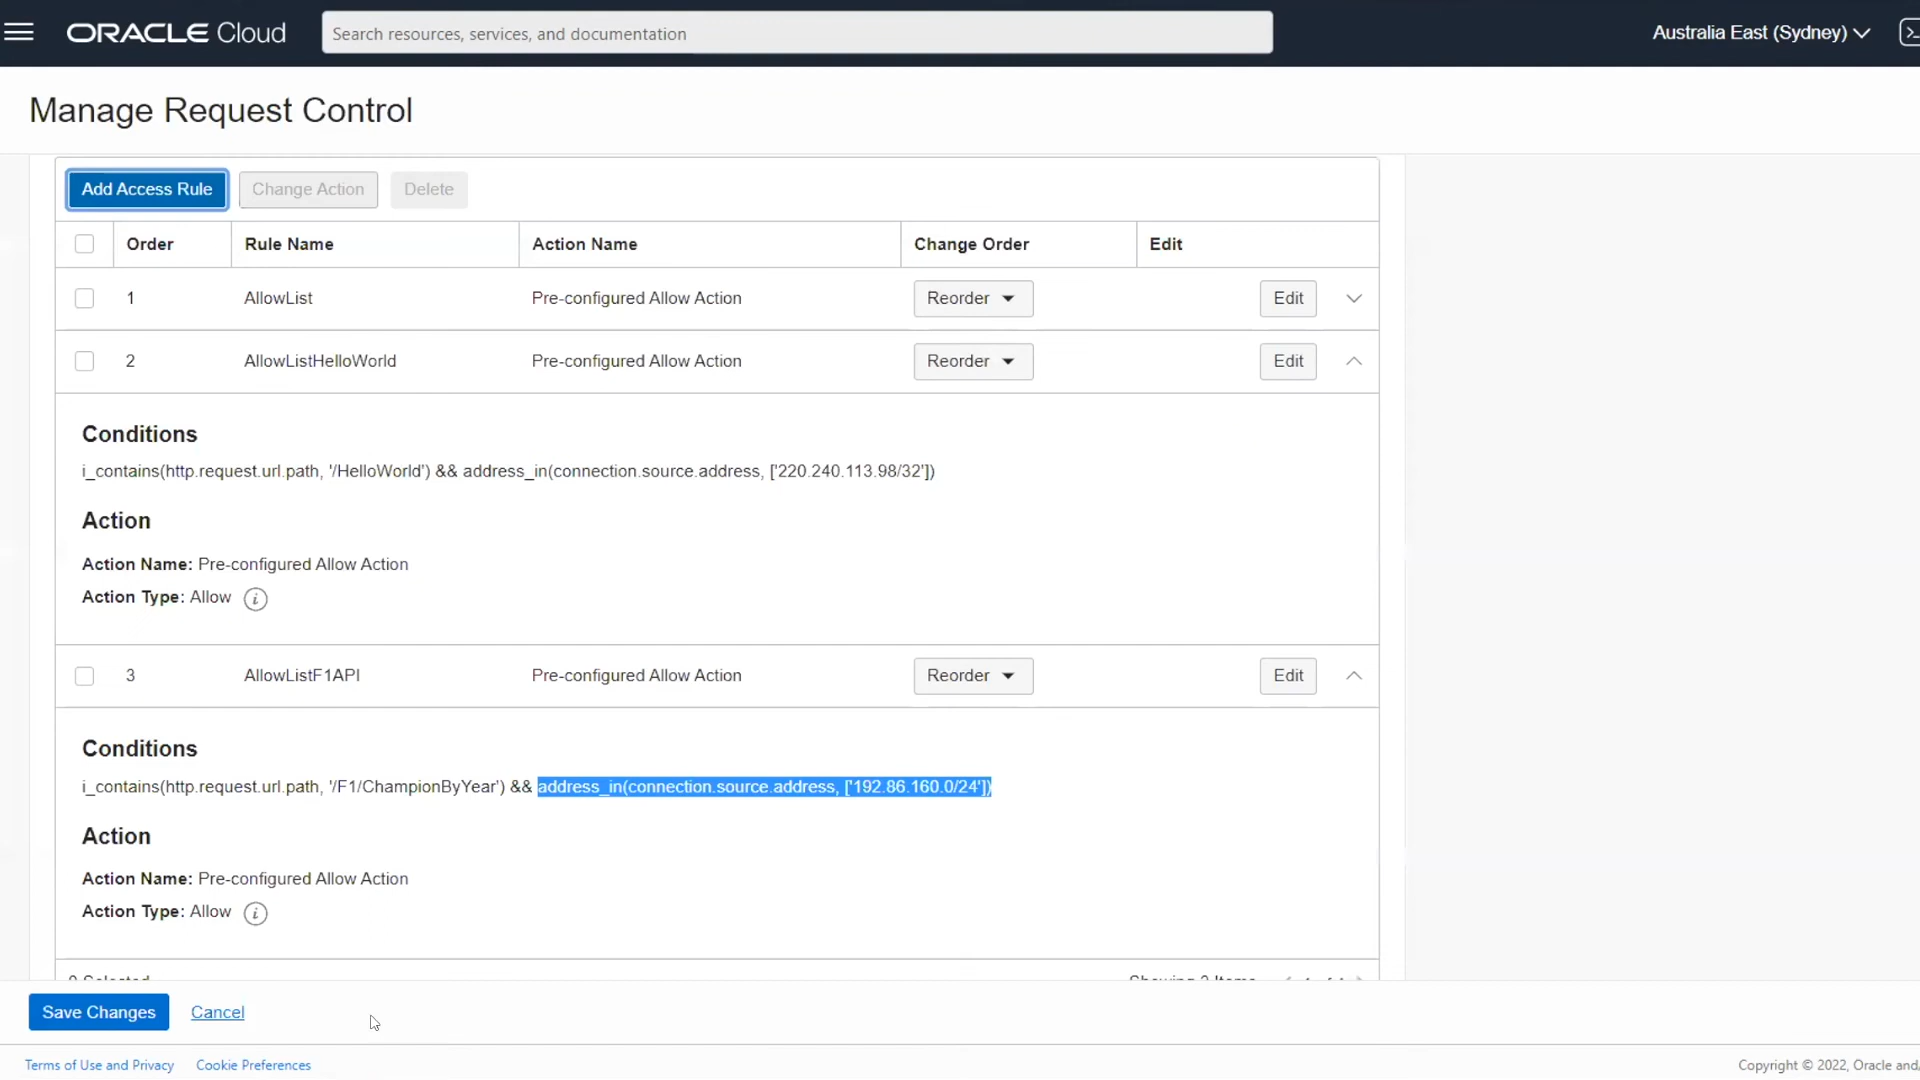 ORACLE Cloud
Search resources, services, and documentation
Australia East (Sydney)
Manage Request Control
Add Access Rule
Change Action
Delete
Order
Rule Name
Action Name
Change Order
Edit
1
AllowList
Pre-configured Allow Action
Reorder
Edit
2
AllowListHelloWorld
Pre-configured Allow Action
Reorder
Edit
Conditions
i_contains(http.request.url.path, '/HelloWorld') && address_in(connection.source.address, ['220.240.113.98/32'])
Action
Action Name: Pre-configured Allow Action
Action Type: Allow
3
AllowListF1API
Pre-configured Allow Action
Reorder
Edit
Conditions
i_contains(http.request.url.path, '/F1/ChampionByYear') && address_in(connection.source.address, ['192.86.160.0/24'])
Action
Action Name: Pre-configured Allow Action
Action Type: Allow
Save Changes
Cancel
Terms of Use and Privacy
Cookie Preferences
Copyright © 2022, Oracle and/